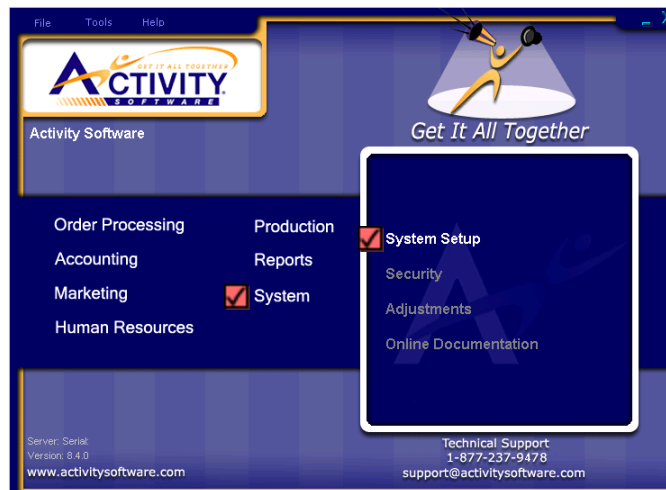 File Tools Help
GET IT ALL TOGETHER
ACTIVITY
SOFTWARE
Activity Software
Get It All Together
Order Processing
Accounting
Marketing
Human Resources
Production
Reports
System
System Setup
Security
Adjustments
Online Documentation
Server: Serial:
Version: 8.4.0
www.activitysoftware.com
Technical Support
1-877-237-9478
support@activitysoftware.com